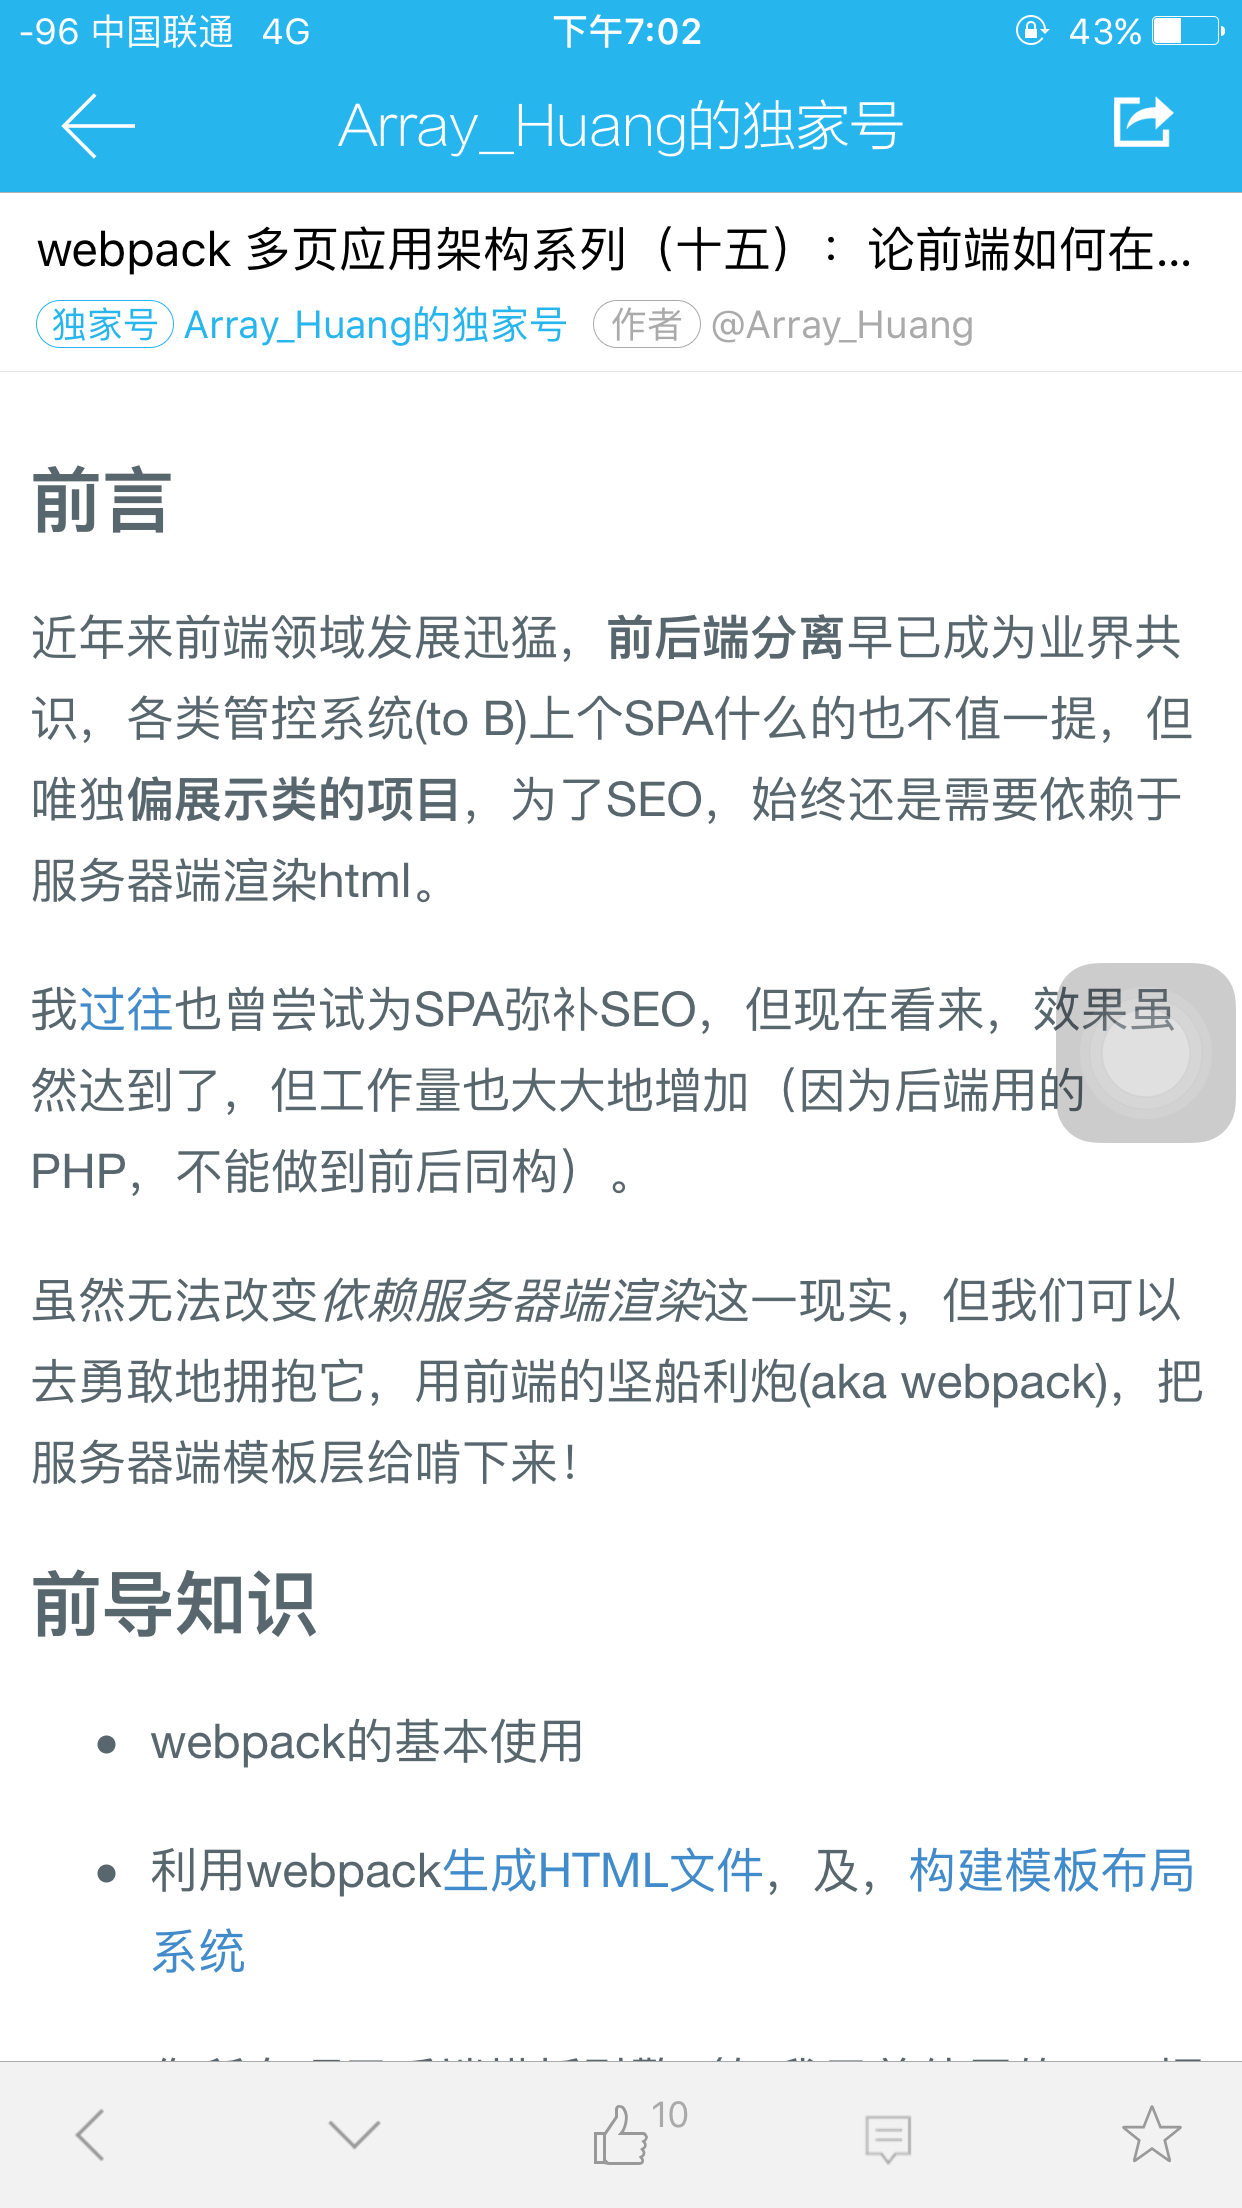 -96 中国联通 4G 下午7:02 43%
Array_Huang的独家号
webpack 多页应用架构系列（十五）：论前端如何在...
独家号 Array_Huang的独家号 作者 @Array_Huang
前言
近年来前端领域发展迅猛，前后端分离早已成为业界共
识，各类管控系统(to B)上个SPA什么的也不值一提，但
唯独偏展示类的项目，为了SEO，始终还是需要依赖于
服务器端渲染html。
我过往也曾尝试为SPA弥补SEO，但现在看来，效果虽
然达到了，但工作量也大大地增加（因为后端用的
PHP，不能做到前后同构）。
虽然无法改变依赖服务器端渲染这一现实，但我们可以
去勇敢地拥抱它，用前端的坚船利炮(aka webpack)，把
服务器端模板层给啃下来！
前导知识
• webpack的基本使用
• 利用webpack生成HTML文件，及，构建模板布局
系统
10